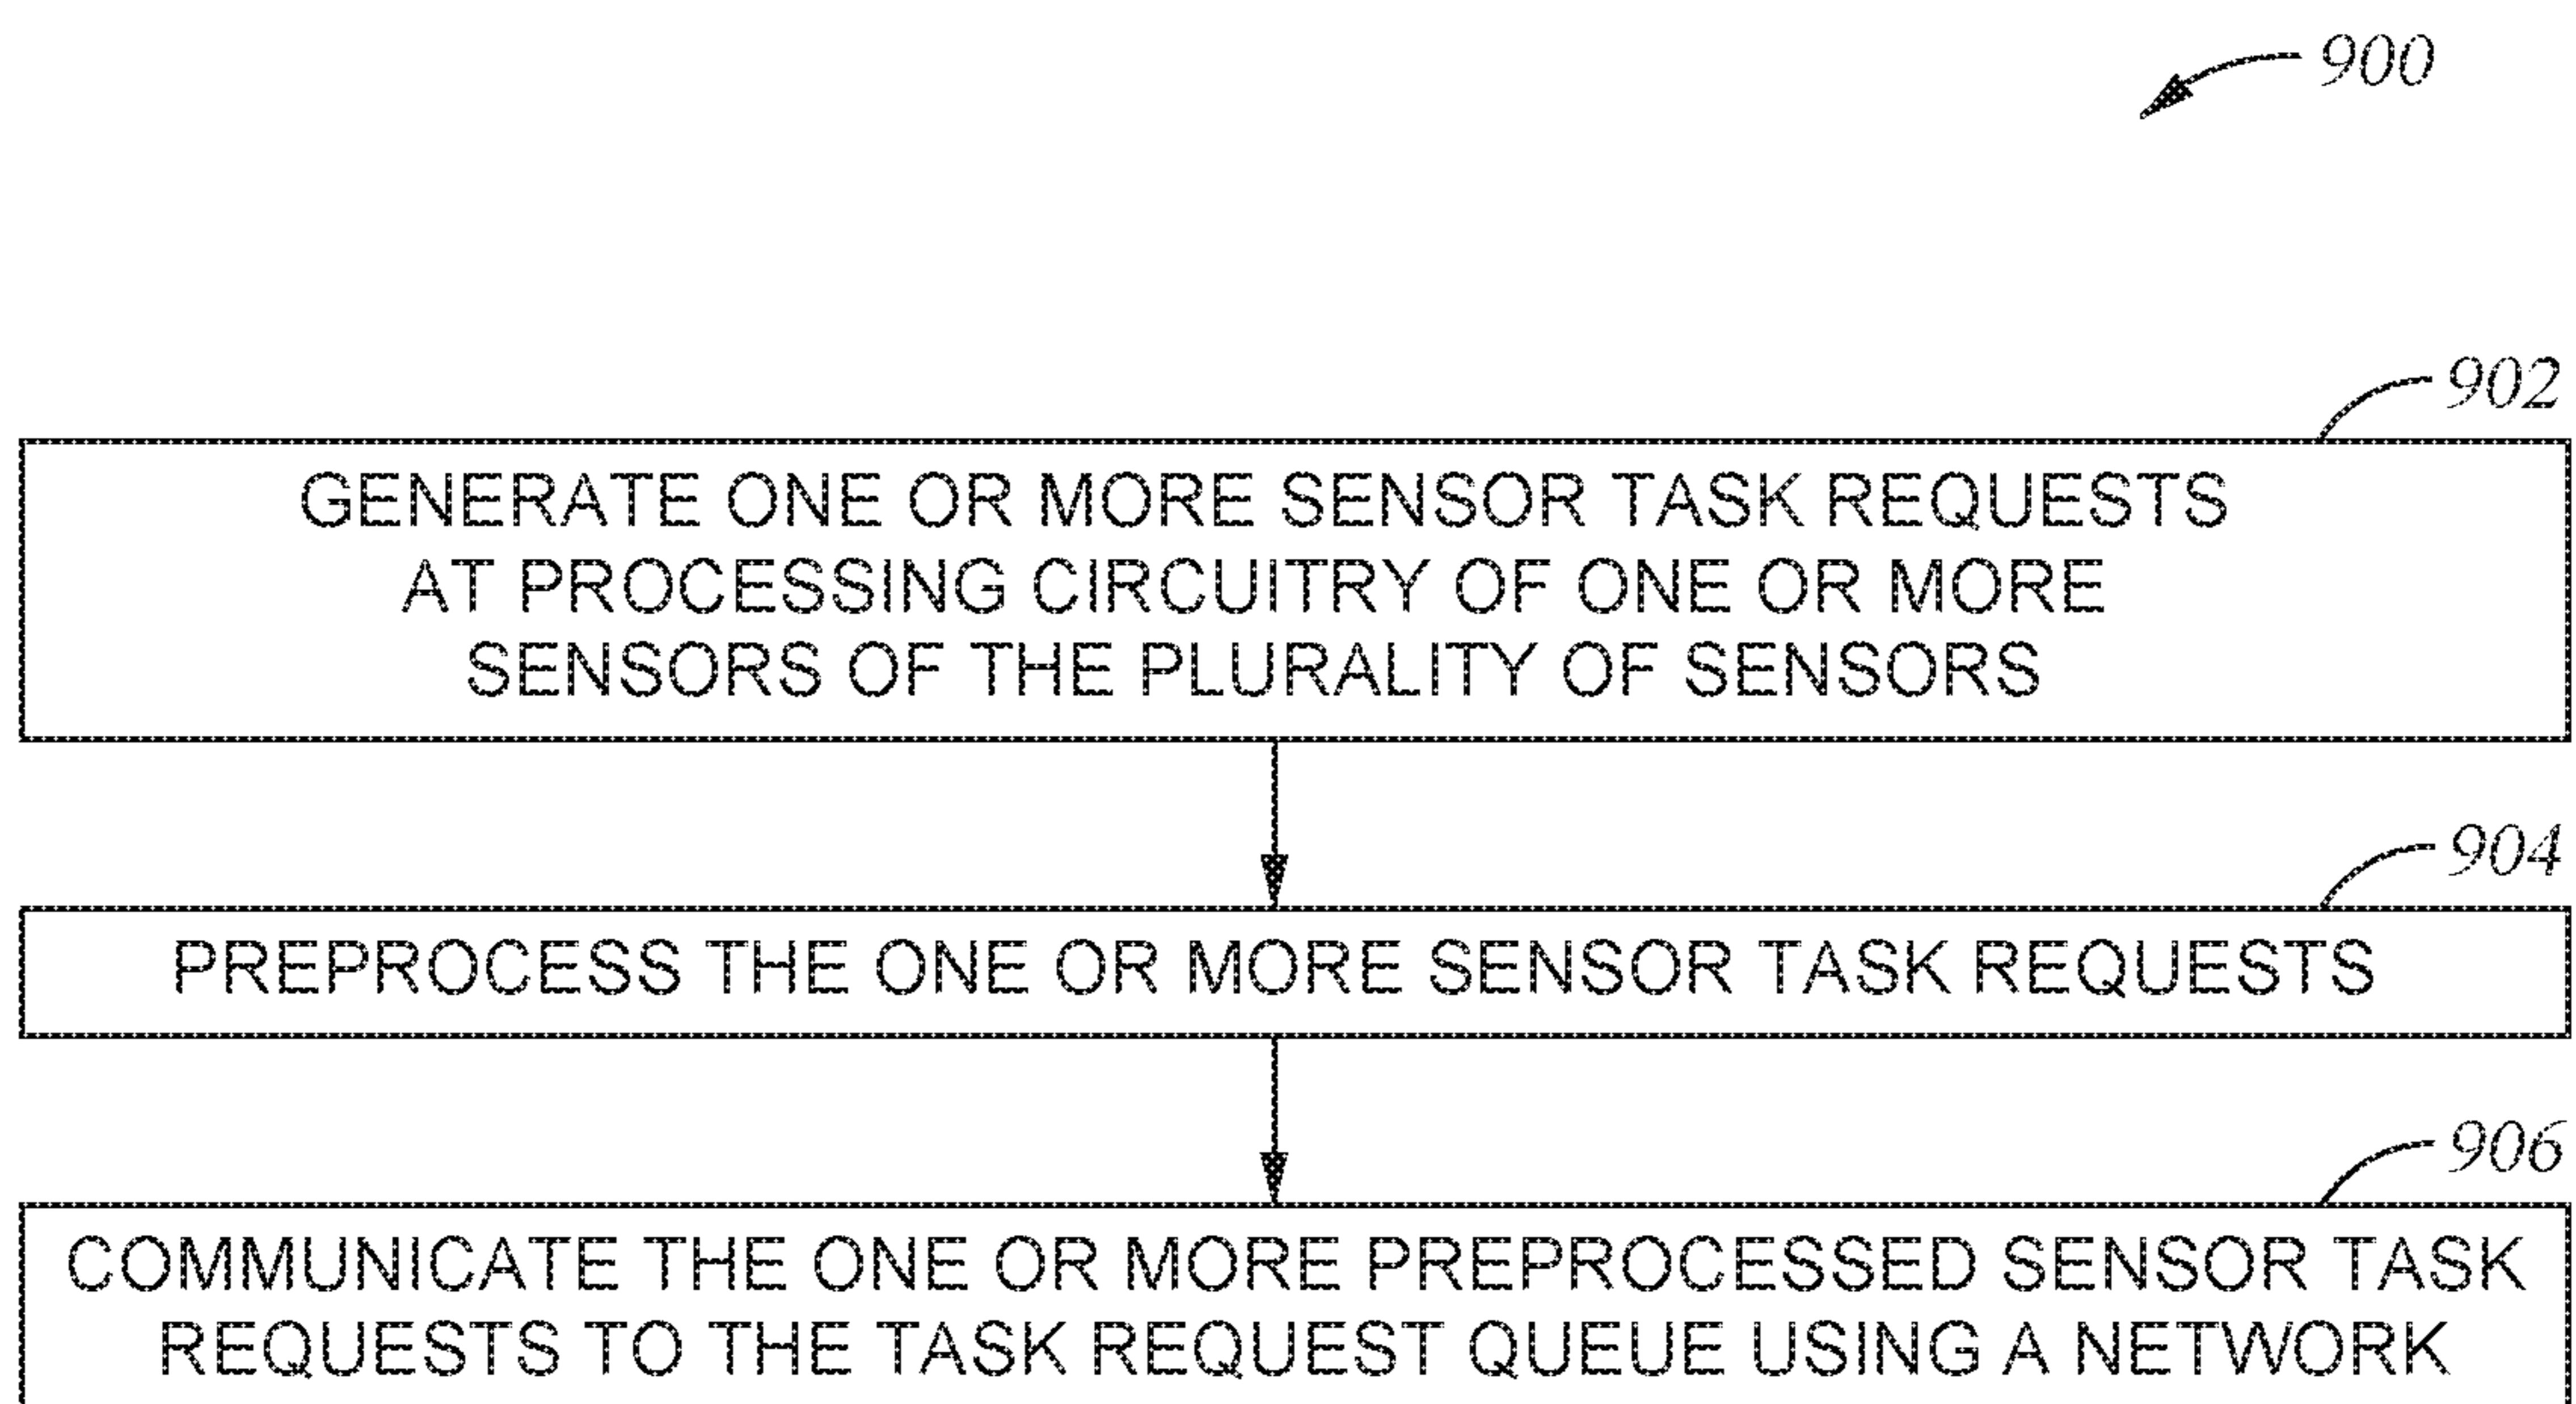 900
902
GENERATE ONE OR MORE SENSOR TASK REQUESTS
AT PROCESSING CIRCUITRY OF ONE OR MORE
SENSORS OF THE PLURALITY OF SENSORS
904
PREPROCESS THE ONE OR MORE SENSOR TASK REQUESTS
906
COMMUNICATE THE ONE OR MORE PREPROCESSED SENSOR TASK
REQUESTS TO THE TASK REQUEST QUEUE USING A NETWORK